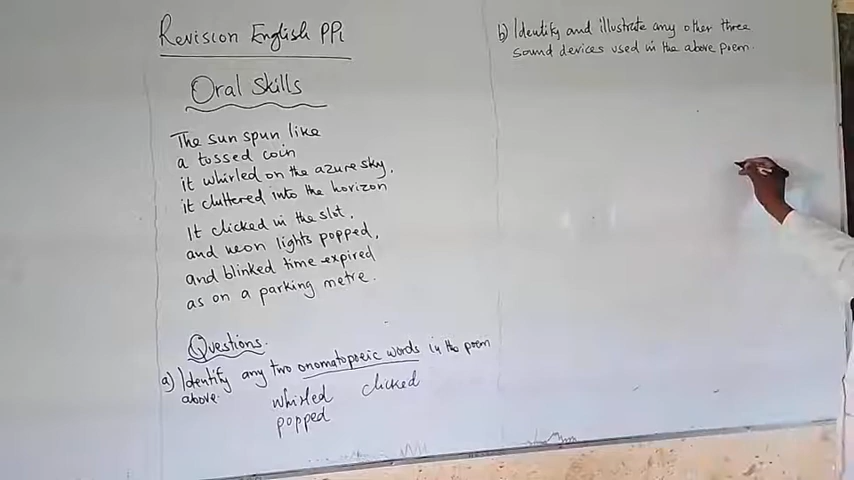 Revision English PP1
Oral Skills
The sun spun like
a tossed coin
it whirled on the azure sky,
it cluttered into the horizon
It clicked in the slot,
and neon lights popped,
and blinked time-expired
as on a parking metre.
Questions.
a) Identify any two onomatopoeic words in the poem
above.
whirled clicked
popped
b) Identify and illustrate any other three
sound devices used in the above poem.